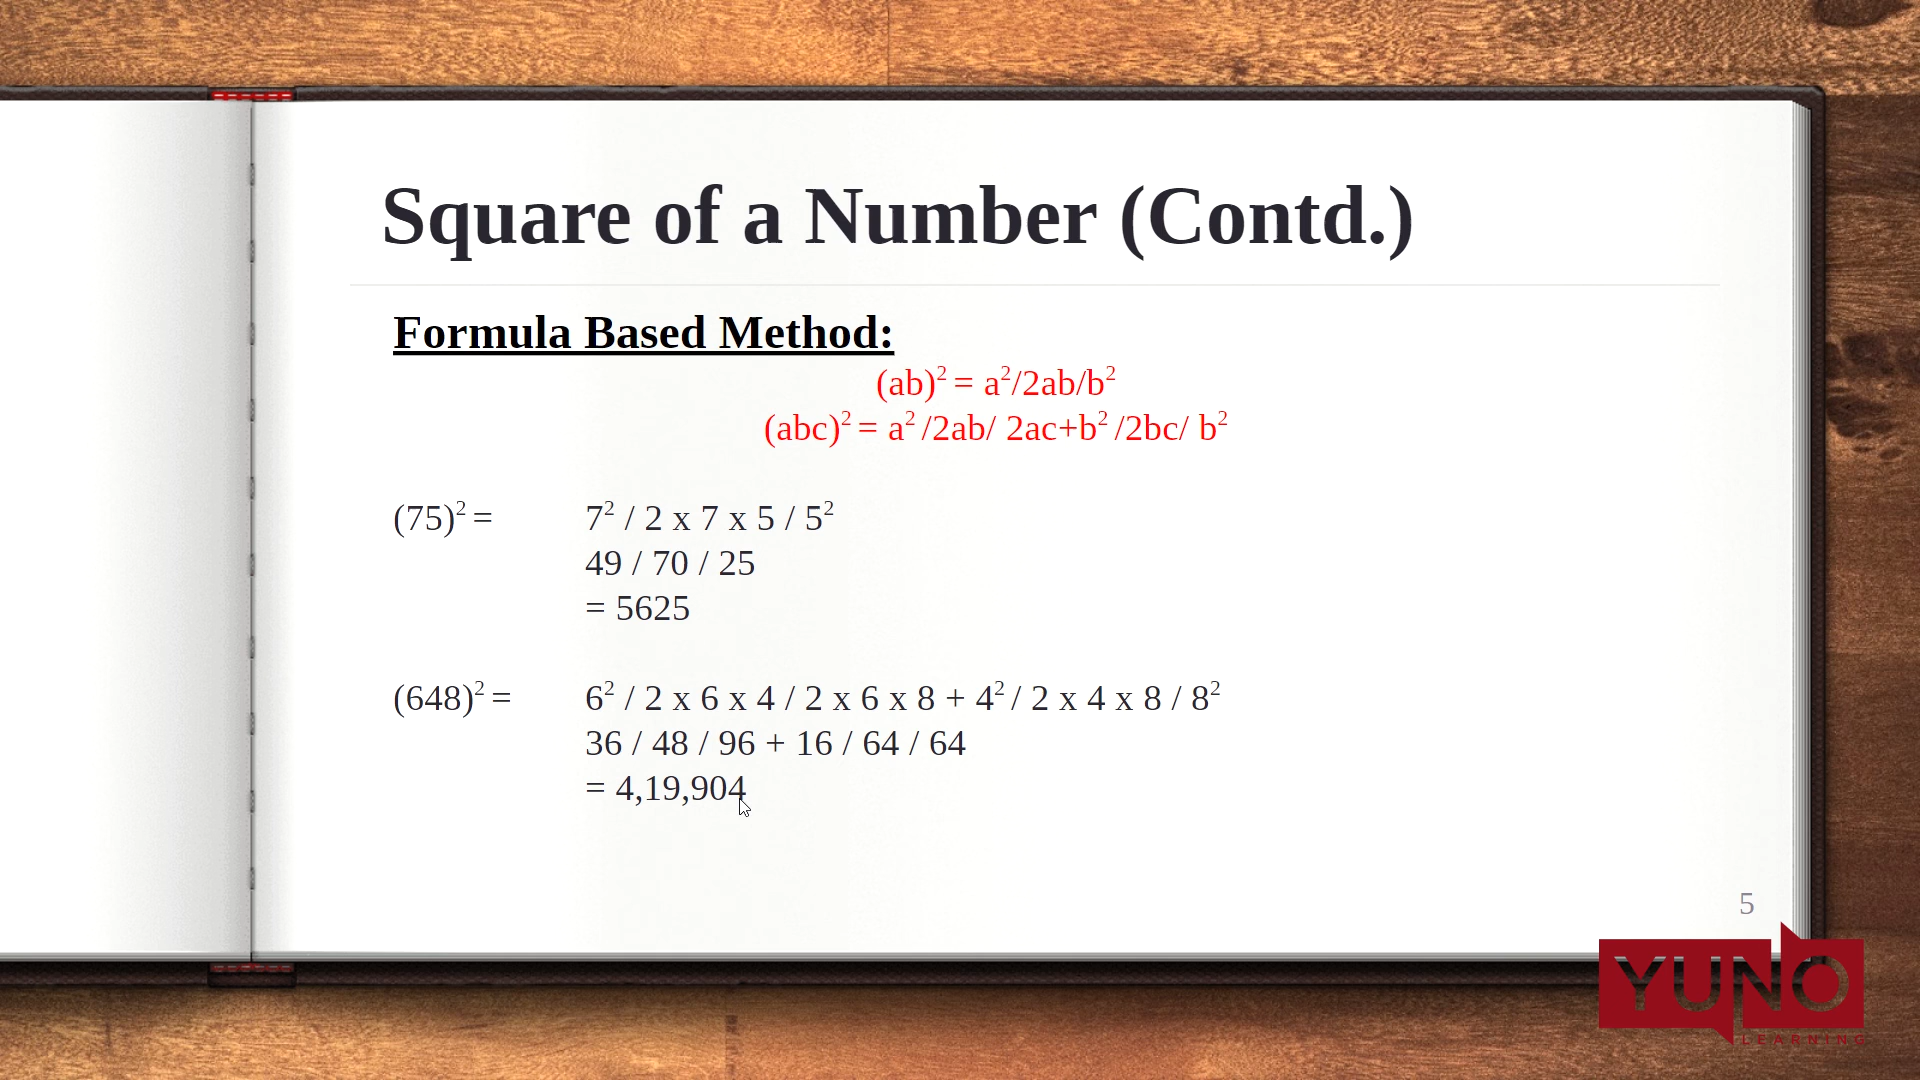 Square of a Number (Contd.)
Formula Based Method:
(ab)² = a²/2ab/b²
(abc)² = a² /2ab/ 2ac+b² /2bc/ b²
(75)² = 7² / 2 x 7 x 5 / 5²
49 / 70 / 25
= 5625
(648)² = 6² / 2 x 6 x 4 / 2 x 6 x 8 + 4² / 2 x 4 x 8 / 8²
36 / 48 / 96 + 16 / 64 / 64
= 4,19,904
5
YUNO
LEARNING